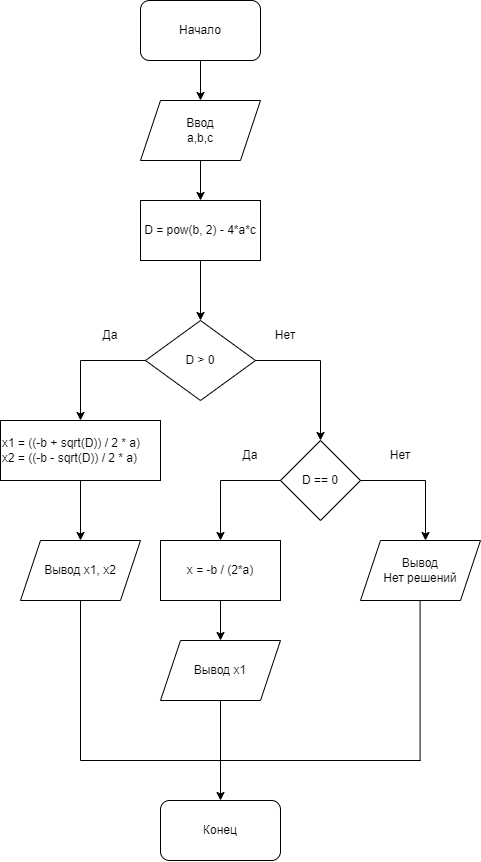 Начало
Ввод
a,b,c
D = pow(b, 2) - 4*a*c
Да
Нет
D > 0
x1 = ((-b + sqrt(D)) / 2 * a)
x2 = ((-b - sqrt(D)) / 2 * a)
Да
Нет
D == 0
Вывод x1, x2
x = -b / (2*a)
Вывод
Нет решений
Вывод x1
Конец